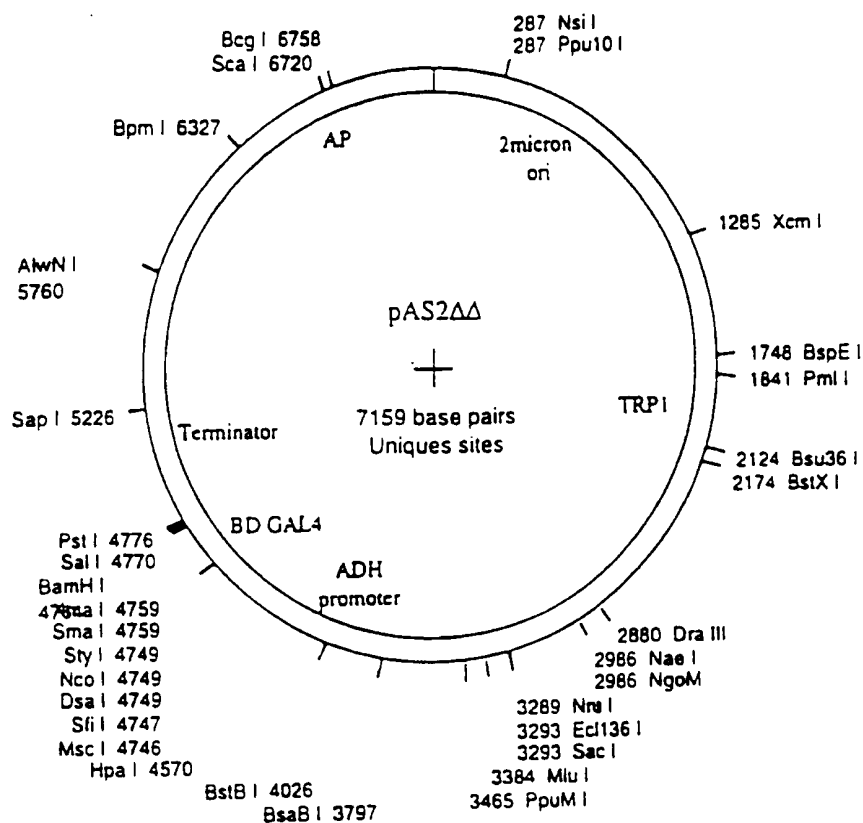 287 Nsi I
287 Ppu10 I
Bcg I 6758
Sca I 6720
Bpm I 6327
AP
2micron
ori
1285 Xcm I
AlwN I
5760
pAS2ΔΔ
1748 BspE I
1841 Pml I
TRP1
7159 base pairs
Uniques sites
Sap I 5226
Terminator
2124 Bsu36 I
2174 BstX I
BD GAL4
ADH
promoter
Pst I 4776
Sal I 4770
BamH I
4759
Sma I 4759
Sty I 4749
Nco I 4749
Dsa I 4749
Sfi I 4747
Msc I 4746
Hpa I 4570
BstB I 4026
BsaB I 3797
2880 Dra III
2986 Nae I
2986 NgoM
3289
3293 Ecl136 I
3293 Sac I
3384 Mlu I
3465 PpuM I